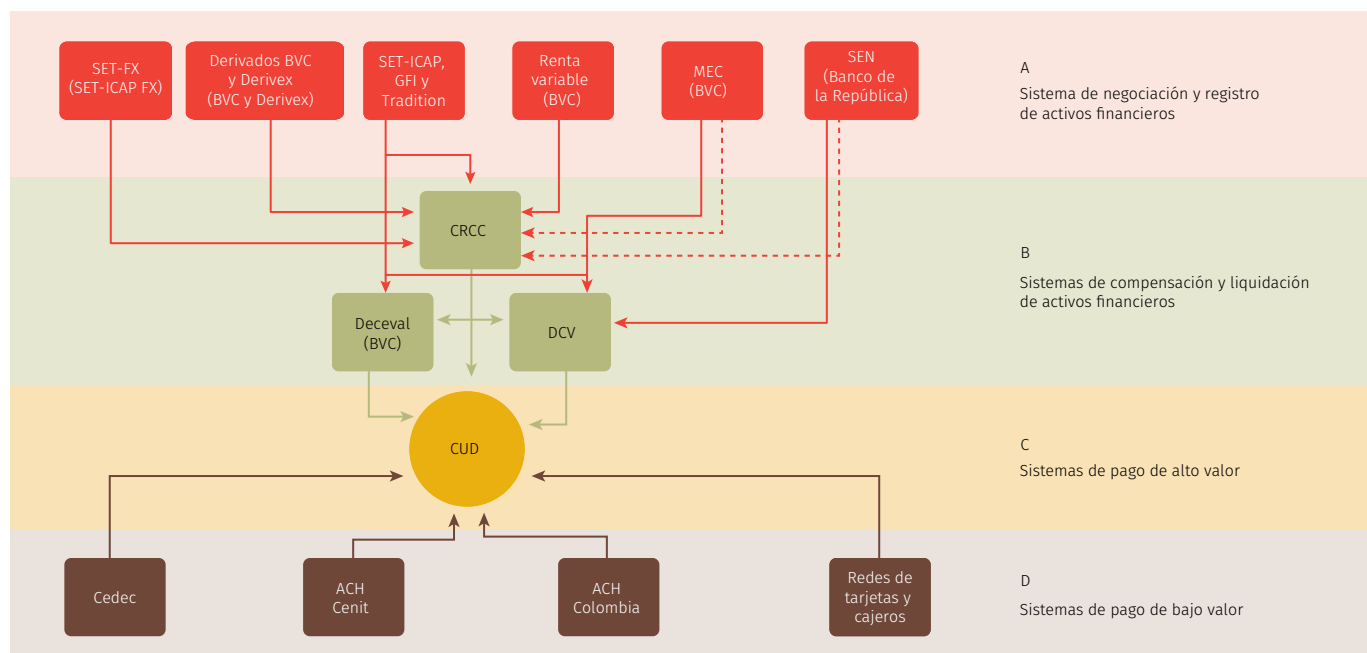 SET-FX
(SET-ICAP FX)
Derivados BVC
y Derivex
(BVC y Derivex)
SET-ICAP,
GFI y
Tradition
Renta
variable
(BVC)
MEC
(BVC)
SEN
(Banco de
la República)
A
Sistema de negociación y registro
de activos financieros
CRCC
Deceval
(BVC)
DCV
B
Sistemas de compensación y liquidación
de activos financieros
CUD
C
Sistemas de pago de alto valor
Cedec
ACH
Cenit
ACH
Colombia
Redes de
tarjetas y
cajeros
D
Sistemas de pago de bajo valor